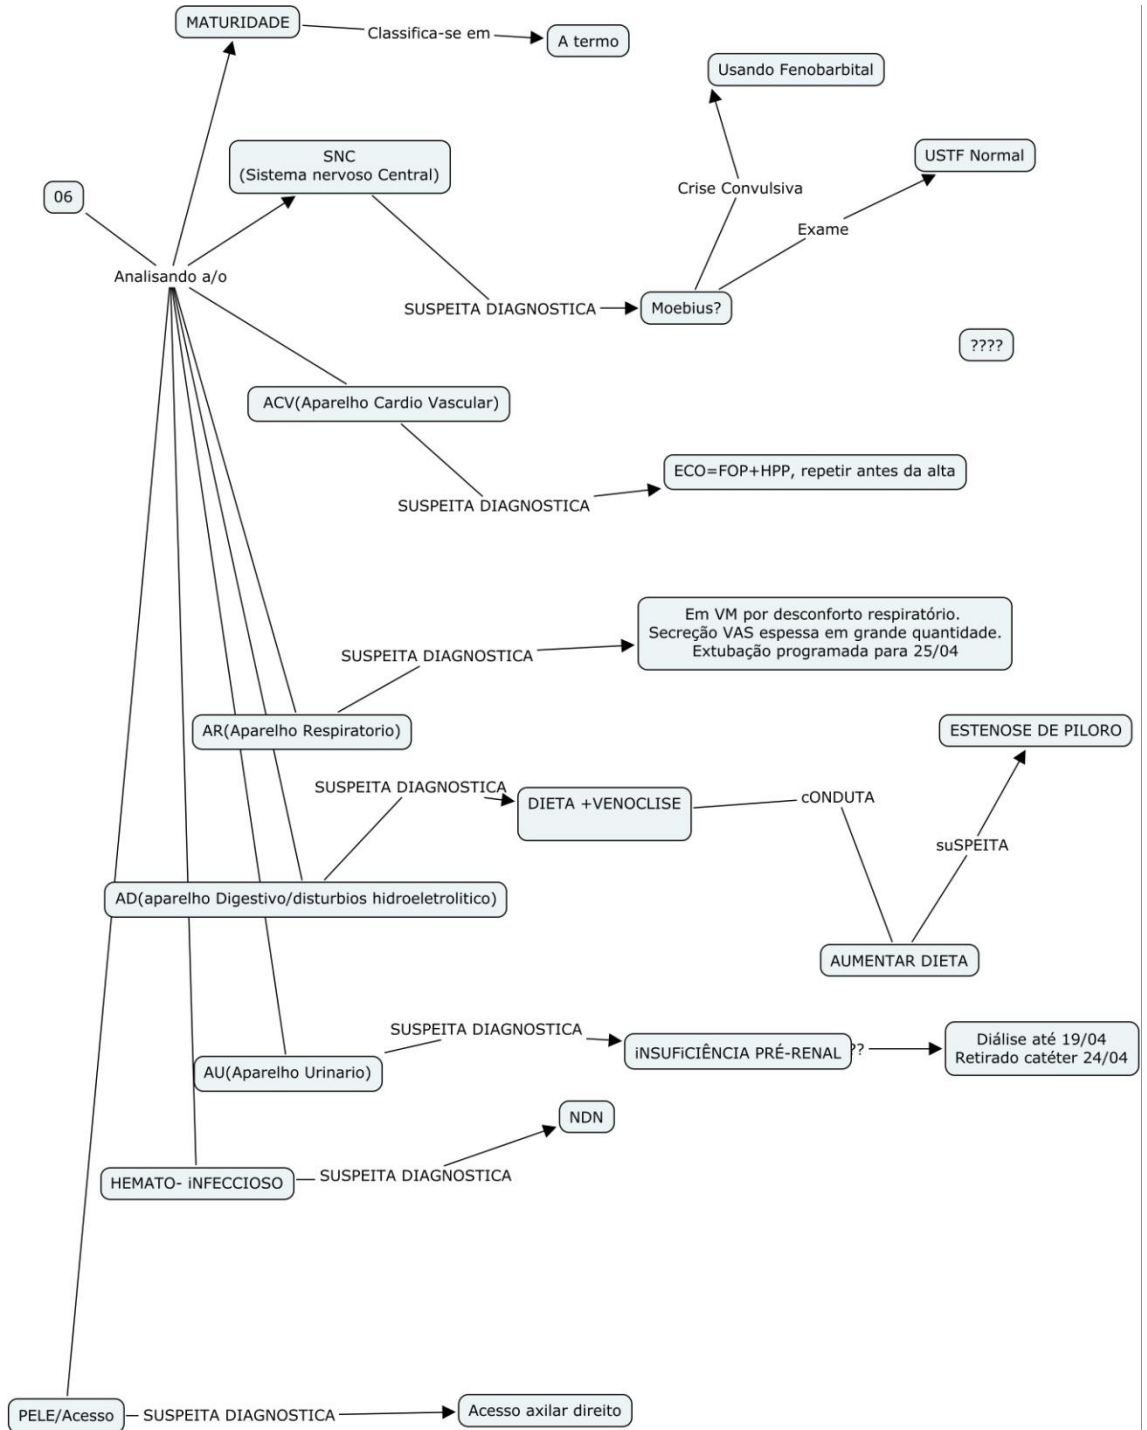 MATURIDADE
Classifica-se em
A termo
Usando Fenobarbital
SNC
(Sistema nervoso Central)
USTF Normal
06
Crise Convulsiva
Exame
Analisando a/o
SUSPEITA DIAGNOSTICA
Moebius?
????
ACV(Aparelho Cardio Vascular)
ECO=FOP+HPP, repetir antes da alta
SUSPEITA DIAGNOSTICA
Em VM por desconforto respiratório.
Secreção VAS espessa em grande quantidade.
Extubação programada para 25/04
SUSPEITA DIAGNOSTICA
AR(Aparelho Respiratorio)
ESTENOSE DE PILORO
SUSPEITA DIAGNOSTICA
DIETA +VENOCLISE
cONDUTA
suSPEITA
AD(aparelho Digestivo/disturbios hidroeletrolitico)
AUMENTAR DIETA
SUSPEITA DIAGNOSTICA
iNSUFiCIÊNCIA PRÉ-RENAL
??
Diálise até 19/04
Retirado catéter 24/04
AU(Aparelho Urinario)
NDN
HEMATO- iNFECCIOSO
SUSPEITA DIAGNOSTICA
PELE/Acesso
SUSPEITA DIAGNOSTICA
Acesso axilar direito